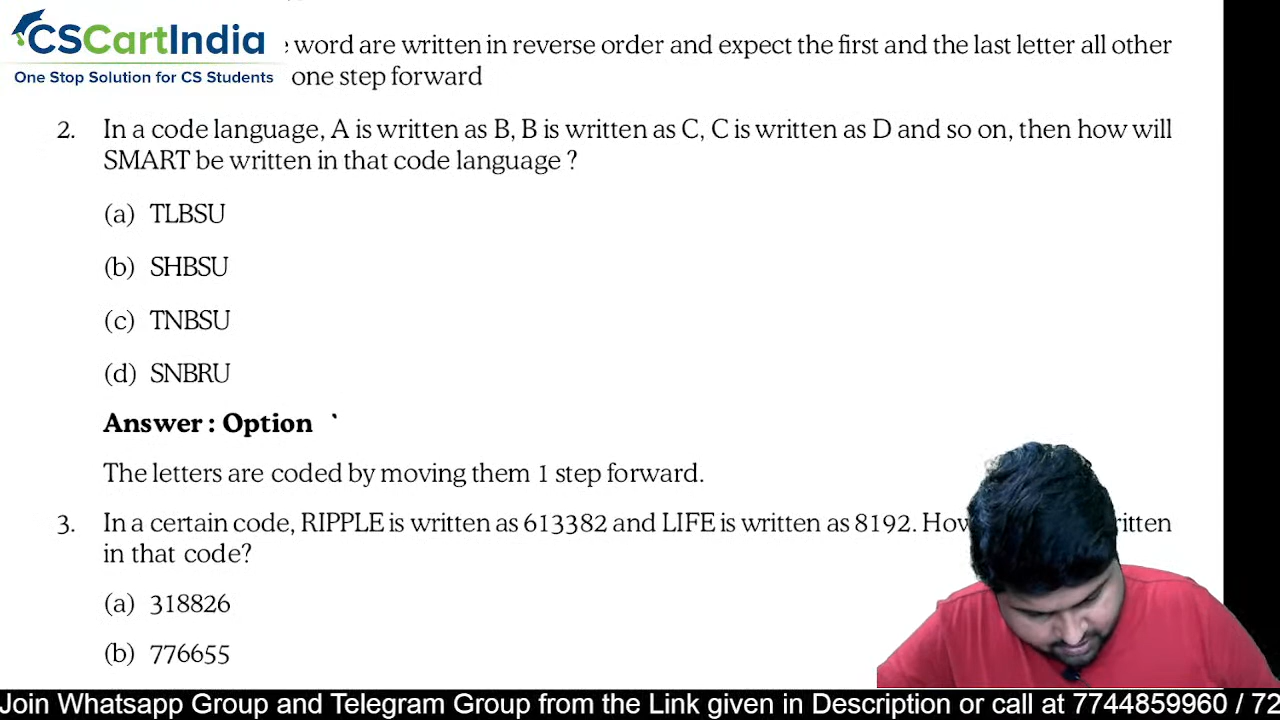 CSCartIndia
One Stop Solution for CS Students
word are written in reverse order and expect the first and the last letter all other
one step forward
2. In a code language, A is written as B, B is written as C, C is written as D and so on, then how will
SMART be written in that code language ?
(a) TLBSU
(b) SHBSU
(c) TNBSU
(d) SNBRU
Answer : Option
The letters are coded by moving them 1 step forward.
3. In a certain code, RIPPLE is written as 613382 and LIFE is written as 8192.
in that code?
(a) 318826
(b) 776655
Join Whatsapp Group and Telegram Group from the Link given in Description or call at 7744859960 / 72